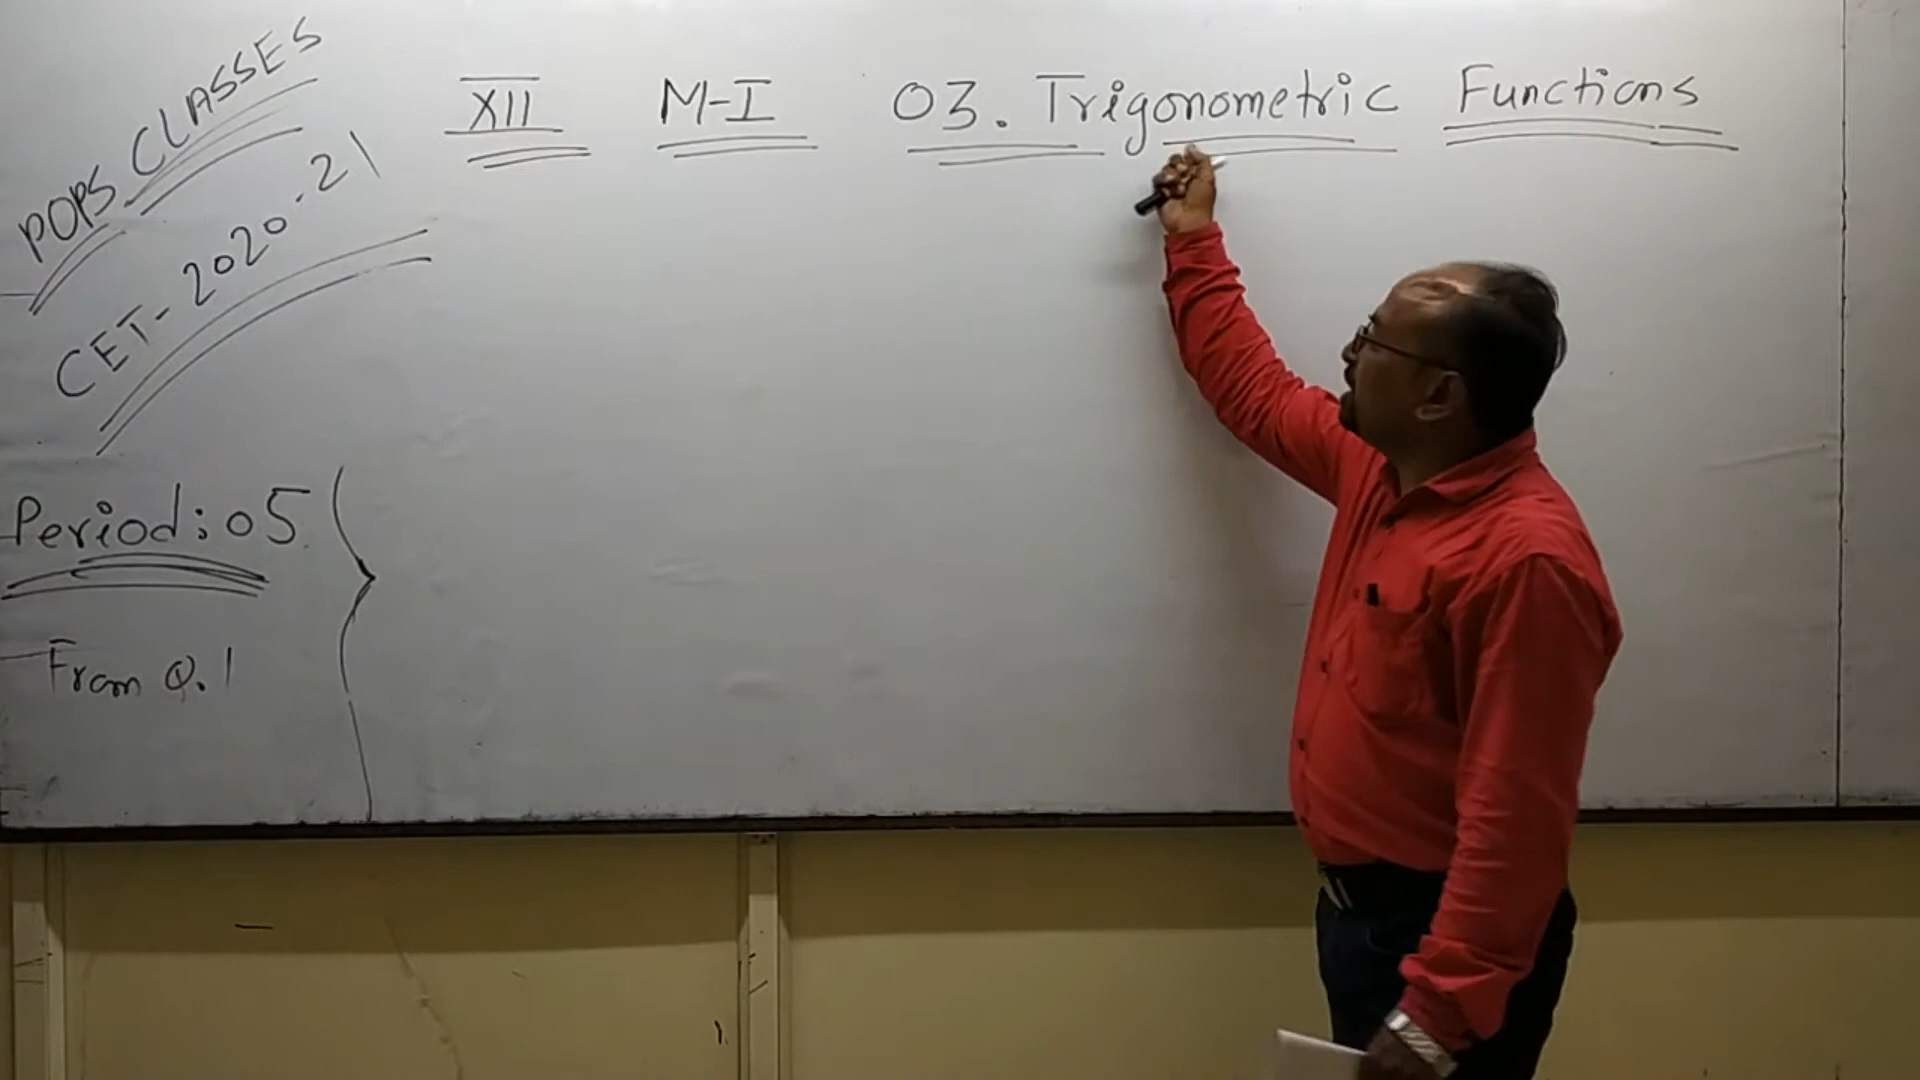 POPS CLASSES
CET-2020-21
XII M-I 03. Trigonometric Functions
Period: 05
From Q.1